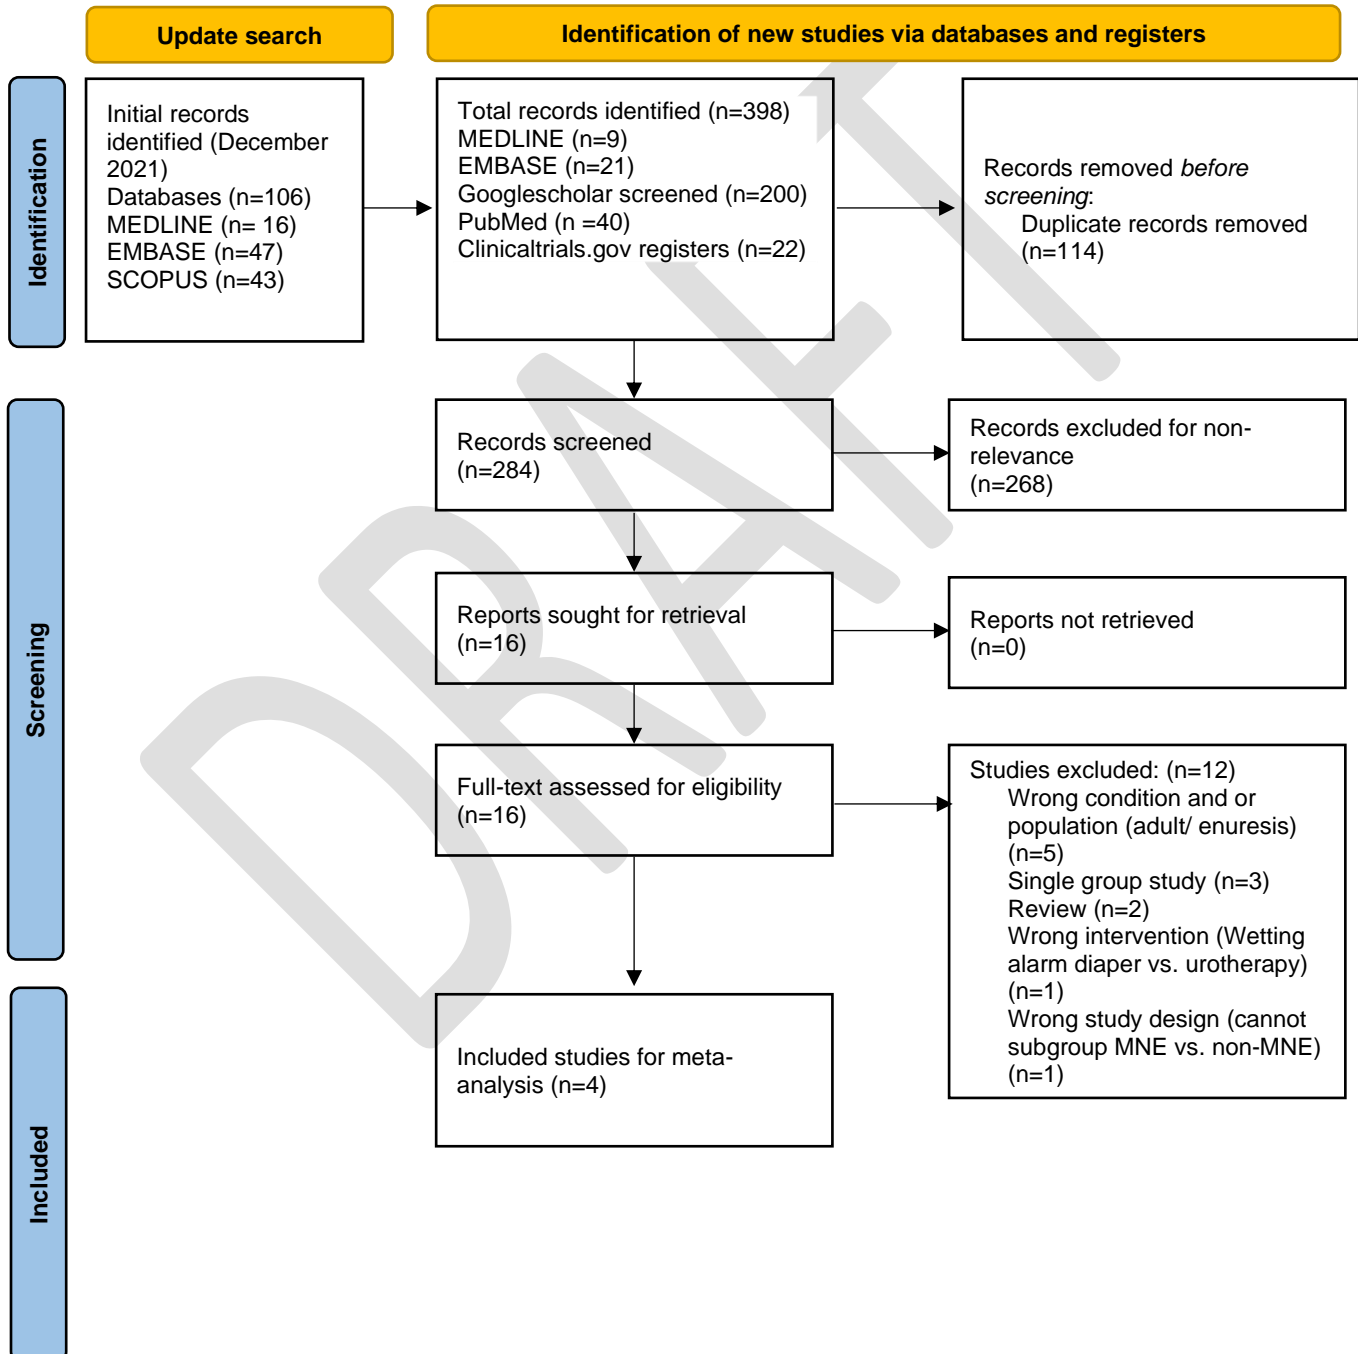 Update search
Identification of new studies via databases and registers
Identification
Initial records
identified (December
2021)
Databases (n=106)
MEDLINE (n= 16)
EMBASE (n=47)
SCOPUS (n=43)
Total records identified (n=398)
MEDLINE (n=9)
EMBASE (n=21)
Googlescholar screened (n=200)
PubMed (n =40)
Clinicaltrials.gov registers (n=22)
Records removed before
screening:
Duplicate records removed
(n=114)
Screening
Records screened
(n=284)
Records excluded for non-
relevance
(n=268)
Reports sought for retrieval
(n=16)
Reports not retrieved
(n=0)
Full-text assessed for eligibility
(n=16)
Studies excluded: (n=12)
Wrong condition and or
population (adult/ enuresis)
(n=5)
Single group study (n=3)
Review (n=2)
Wrong intervention (Wetting
alarm diaper vs. urotherapy)
(n=1)
Wrong study design (cannot
subgroup MNE vs. non-MNE)
(n=1)
Included
Included studies for meta-
analysis (n=4)
DRAFT